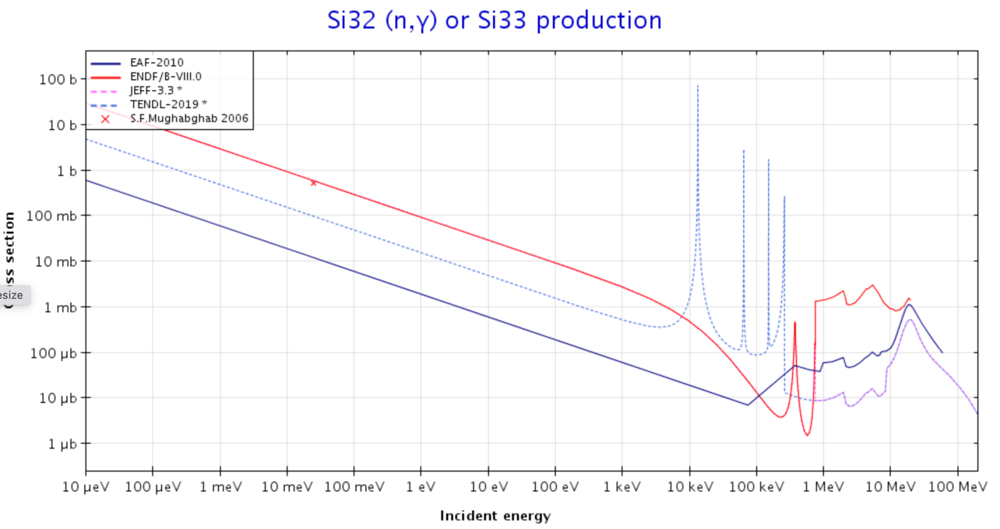 Si32 (n,γ) or Si33 production
EAF-2010
ENDF/B-VIII.0
JEFF-3.3 *
TENDL-2019 *
S.F.Mughabghab 2006
100 b
10 b
1 b
100 mb
10 mb
1 mb
100 μb
10 μb
1 μb
section
esize
10 μeV 100 μeV 1 meV 10 meV 100 meV 1 eV 10 eV 100 eV 1 keV 10 keV 100 keV 1 MeV 10 MeV 100 MeV
Incident energy